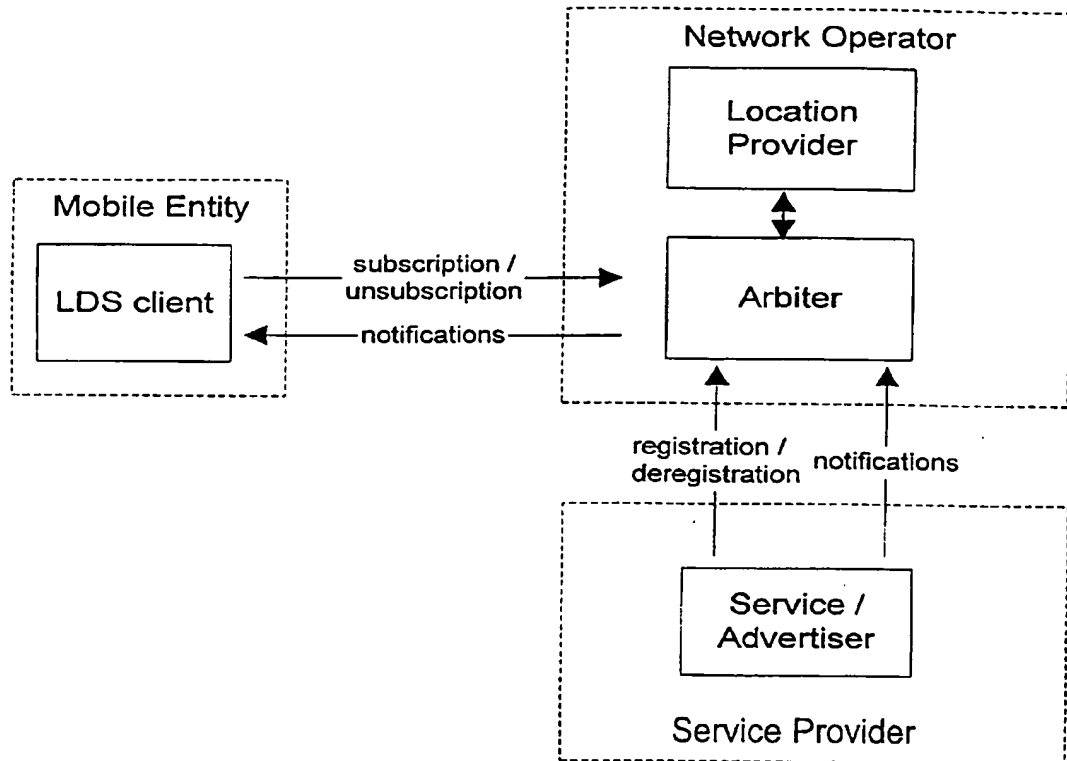 Network Operator
Location
Provider
Mobile Entity
LDS client
subscription /
unsubscription
notifications
Arbiter
registration /
deregistration
notifications
Service /
Advertiser
Service Provider